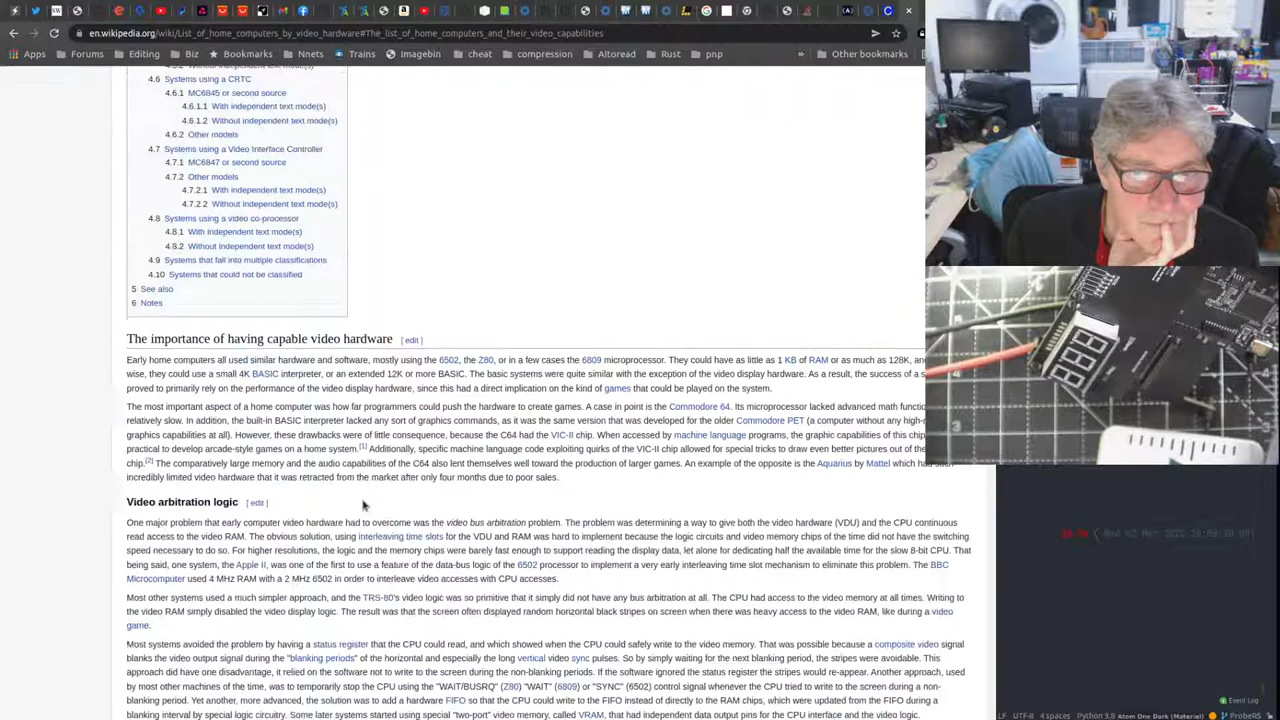 en.wikipedia.org/wiki/List_of_home_computers_by_video_hardware#The_list_of_home_computers_and_their_video_capabilities
Apps Forums Editing Biz Nnets Trains Imagebin cheat compression Altoread Rust pnp » Other bookmarks
4.6 Systems using a CRTC
4.6.1 MC6845 or second source
4.6.1.1 With independent text mode(s)
4.6.1.2 Without independent text mode(s)
4.6.2 Other models
4.7 Systems using a Video Interface Controller
4.7.1 MC6847 or second source
4.7.2 Other models
4.7.2.1 With independent text mode(s)
4.7.2.2 Without independent text mode(s)
4.8 Systems using a video co-processor
4.8.1 With independent text mode(s)
4.8.2 Without independent text mode(s)
4.9 Systems that fall into multiple classifications
4.10 Systems that could not be classified
5 See also
6 Notes
The importance of having capable video hardware [ edit ]
Early home computers all used similar hardware and software, mostly using the 6502, the Z80, or in a few cases the 6809 microprocessor. They could have as little as 1 KB of RAM or as much as 128K, and
wise, they could use a small 4K BASIC interpreter, or an extended 12K or more BASIC. The basic systems were quite similar with the exception of the video display hardware. As a result, the success of a s
proved to primarily rely on the performance of the video display hardware, since this had a direct implication on the kind of games that could be played on the system.
The most important aspect of a home computer was how far programmers could push the hardware to create games. A case in point is the Commodore 64. Its microprocessor lacked advanced math functio
relatively slow. In addition, the built-in BASIC interpreter lacked any sort of graphics commands, as it was the same version that was developed for the older Commodore PET (a computer without any high-r
graphics capabilities at all). However, these drawbacks were of little consequence, because the C64 had the VIC-II chip. When accessed by machine language programs, the graphic capabilities of this chip
practical to develop arcade-style games on a home system.[1] Additionally, specific machine language code exploiting quirks of the VIC-II chip allowed for special tricks to draw even better pictures out of the
chip.[2] The comparatively large memory and the audio capabilities of the C64 also lent themselves well toward the production of larger games. An example of the opposite is the Aquarius by Mattel which had such
incredibly limited video hardware that it was retracted from the market after only four months due to poor sales.
Video arbitration logic [ edit ]
One major problem that early computer video hardware had to overcome was the video bus arbitration problem. The problem was determining a way to give both the video hardware (VDU) and the CPU continuous
read access to the video RAM. The obvious solution, using interleaving time slots for the VDU and RAM was hard to implement because the logic circuits and video memory chips of the time did not have the switching
speed necessary to do so. For higher resolutions, the logic and the memory chips were barely fast enough to support reading the display data, let alone for dedicating half the available time for the slow 8-bit CPU. That
being said, one system, the Apple II, was one of the first to use a feature of the data-bus logic of the 6502 processor to implement a very early interleaving time slot mechanism to eliminate this problem. The BBC
Microcomputer used 4 MHz RAM with a 2 MHz 6502 in order to interleave video accesses with CPU accesses.
Most other systems used a much simpler approach, and the TRS-80's video logic was so primitive that it simply did not have any bus arbitration at all. The CPU had access to the video memory at all times. Writing to
the video RAM simply disabled the video display logic. The result was that the screen often displayed random horizontal black stripes on screen when there was heavy access to the video RAM, like during a video
game.
Most systems avoided the problem by having a status register that the CPU could read, and which showed when the CPU could safely write to the video memory. That was possible because a composite video signal
blanks the video output signal during the "blanking periods" of the horizontal and especially the long vertical video sync pulses. So by simply waiting for the next blanking period, the stripes were avoidable. This
approach did have one disadvantage, it relied on the software not to write to the screen during the non-blanking periods. If the software ignored the status register the stripes would re-appear. Another approach, used
by most other machines of the time, was to temporarily stop the CPU using the "WAIT/BUSRQ" (Z80) "WAIT" (6809) or "SYNC" (6502) control signal whenever the CPU tried to write to the screen during a non-
blanking period. Yet another, more advanced, the solution was to add a hardware FIFO so that the CPU could write to the FIFO instead of directly to the RAM chips, which were updated from the FIFO during a
blanking interval by special logic circuitry. Some later systems started using special "two-port" video memory, called VRAM, that had independent data output pins for the CPU interface and the video logic.
Event Log
LF UTF-8 4 spaces Python 3.8 Atom One Dark (Material) ProbeRS